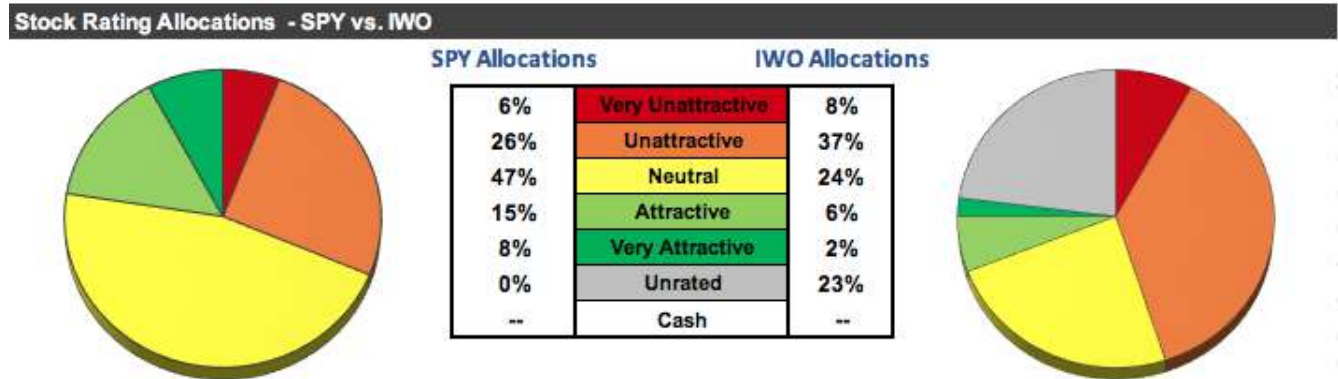 Stock Rating Allocations - SPY vs. IWO
SPY Allocations IWO Allocations
6% Very Unattractive 8%
26% Unattractive 37%
47% Neutral 24%
15% Attractive 6%
8% Very Attractive 2%
0% Unrated 23%
-- Cash --